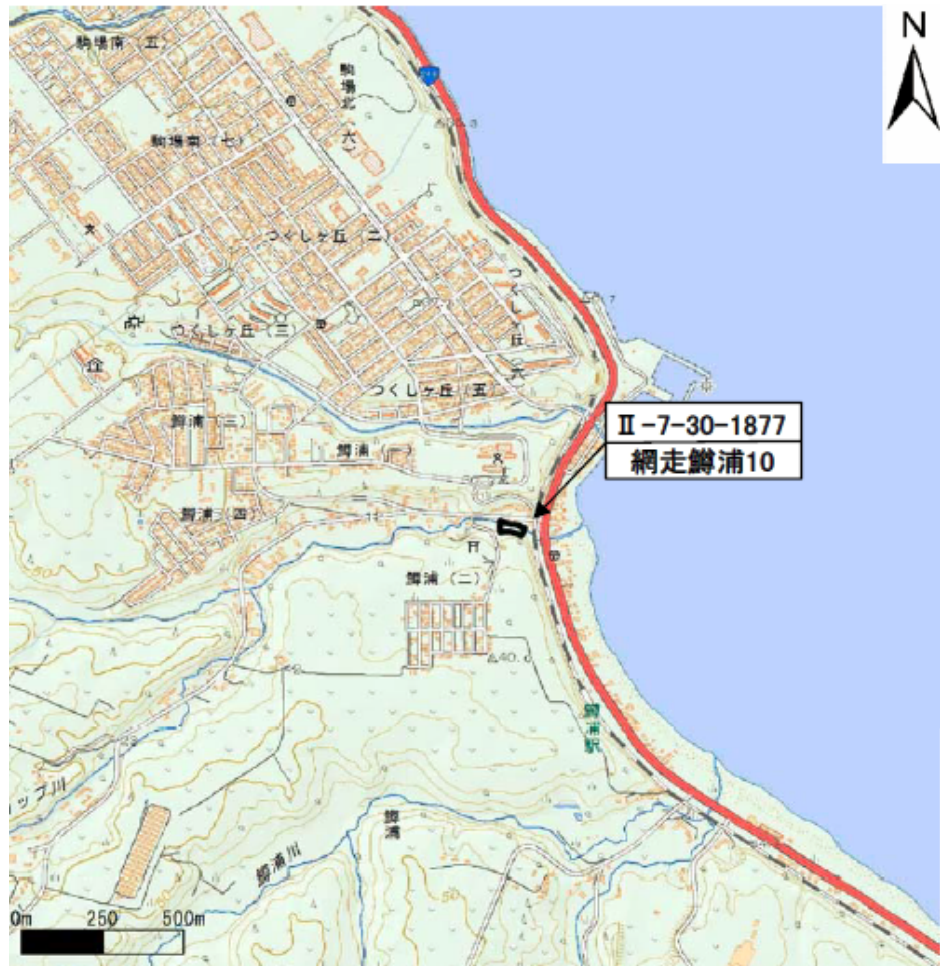 N
駒場南(五)
駒場北(六)
駒場南(七)
つくしヶ丘(二)
つくしヶ丘(六)
つくしヶ丘(三)
つくしヶ丘(五)
Ⅱ-7-30-1877
網走鱒浦10
鱒浦(三)
鱒浦(一)
鱒浦(四)
鱒浦(二)
鱒浦駅
鱒浦
鱒浦川
0m 250 500m